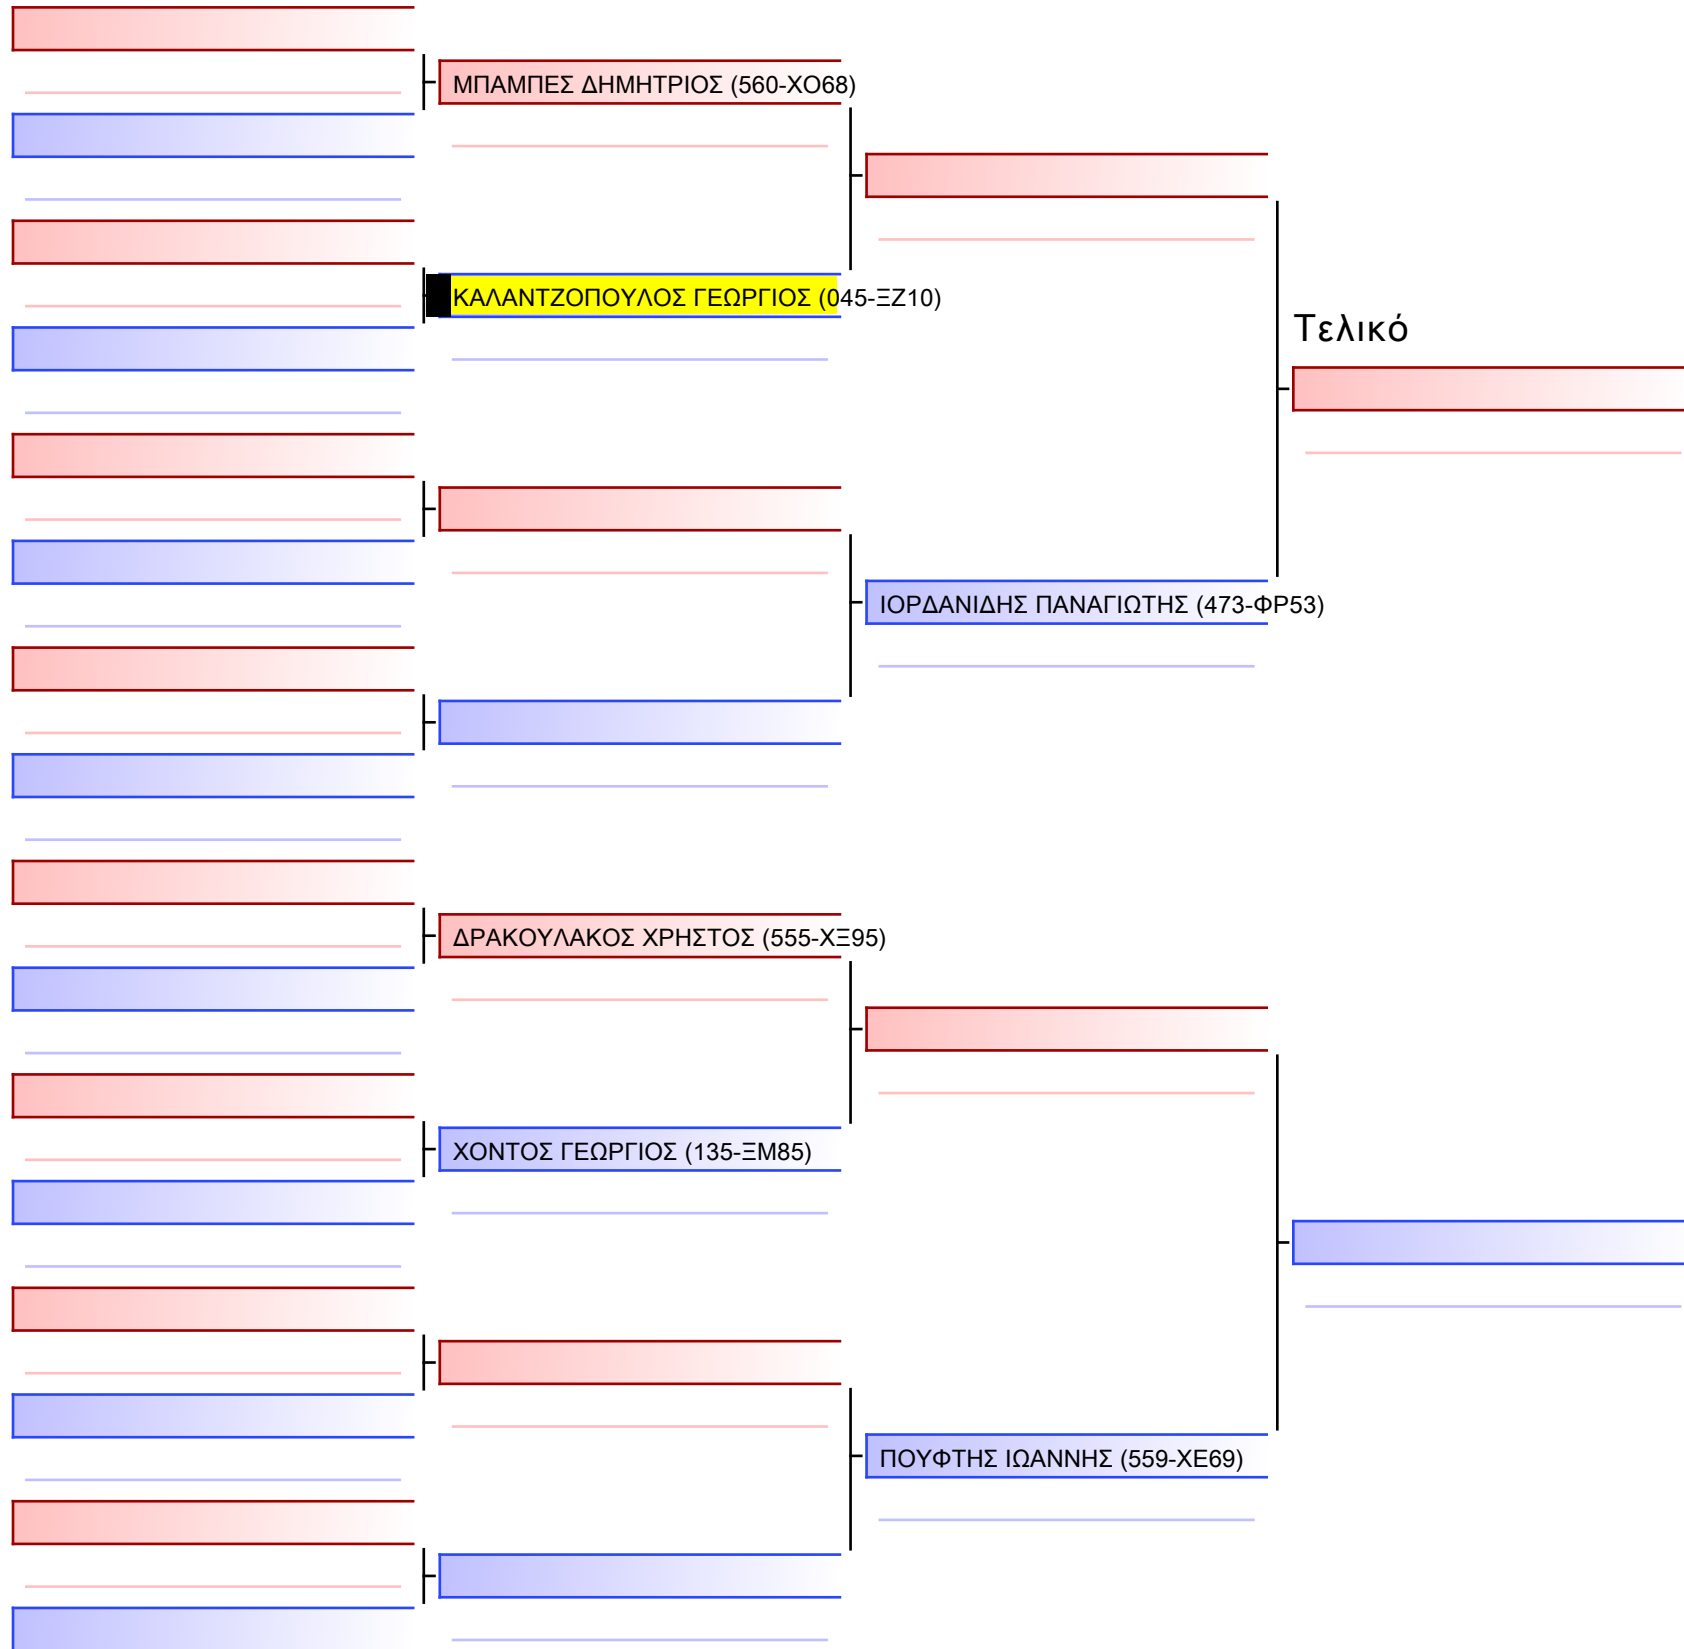 ΜΠΑΜΠΕΣ ΔΗΜΗΤΡΙΟΣ (560-ΧΟ68)
ΚΑΛΑΝΤΖΟΠΟΥΛΟΣ ΓΕΩΡΓΙΟΣ (045-ΞΖ10)
Τελικό
ΙΟΡΔΑΝΙΔΗΣ ΠΑΝΑΓΙΩΤΗΣ (473-ΦΡ53)
ΔΡΑΚΟΥΛΑΚΟΣ ΧΡΗΣΤΟΣ (555-ΧΞ95)
ΧΟΝΤΟΣ ΓΕΩΡΓΙΟΣ (135-ΞΜ85)
ΠΟΥΦΤΗΣ ΙΩΑΝΝΗΣ (559-ΧΕ69)